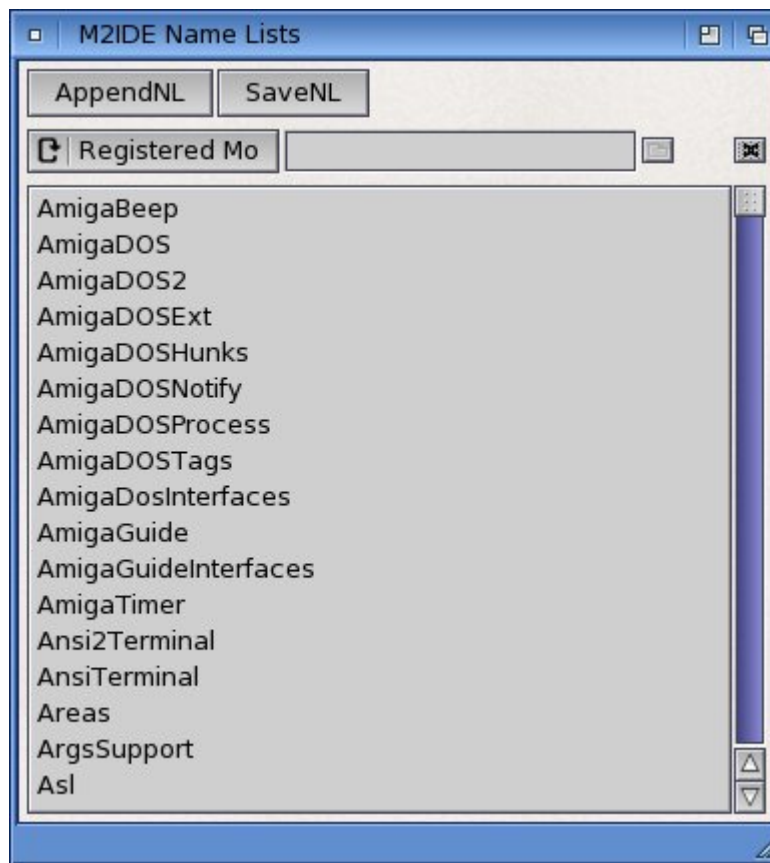 M2IDE Name Lists
AppendNL SaveNL
Registered Mo
AmigaBeep
AmigaDOS
AmigaDOS2
AmigaDOSExt
AmigaDOSHunks
AmigaDOSNotify
AmigaDOSProcess
AmigaDOSTags
AmigaDosInterfaces
AmigaGuide
AmigaGuideInterfaces
AmigaTimer
Ansi2Terminal
AnsiTerminal
Areas
ArgsSupport
Asl